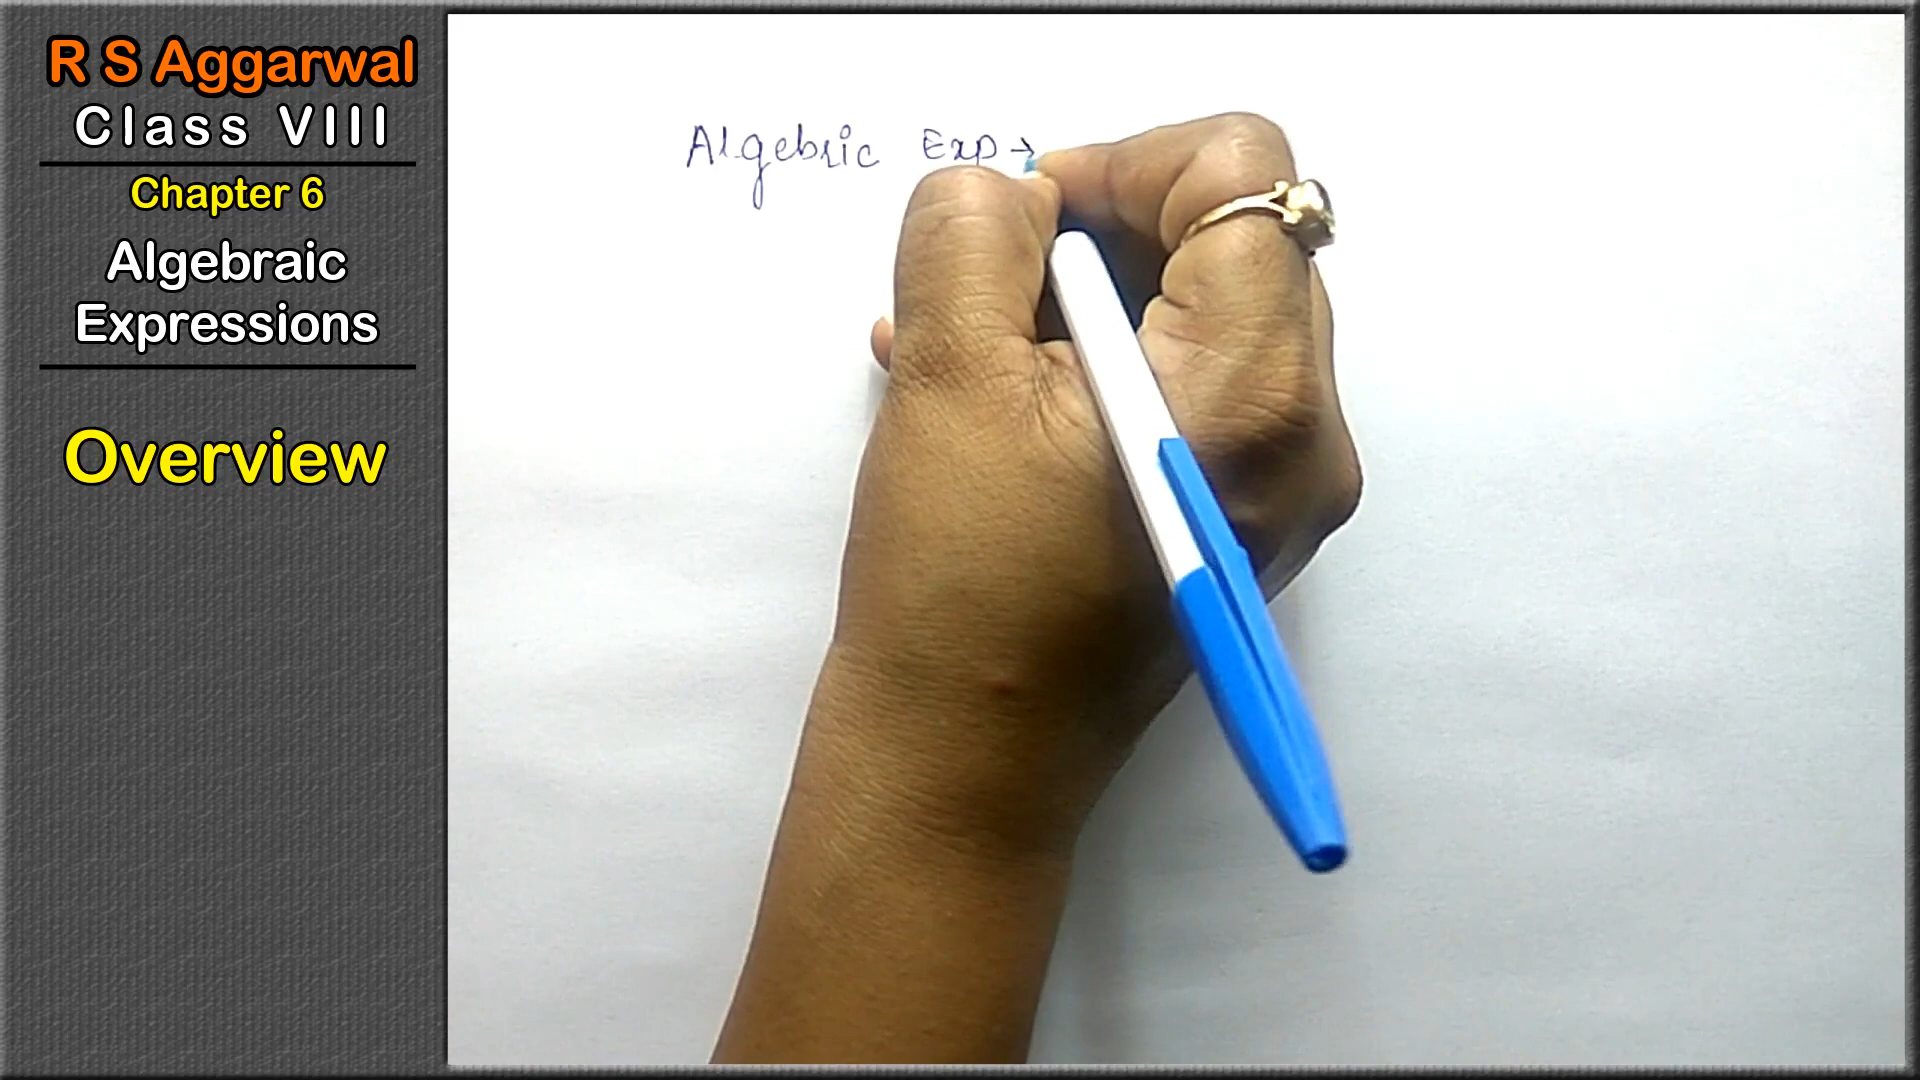 R S Aggarwal
Class VIII
Chapter 6
Algebraic
Expressions
Overview
Algebric Exp →